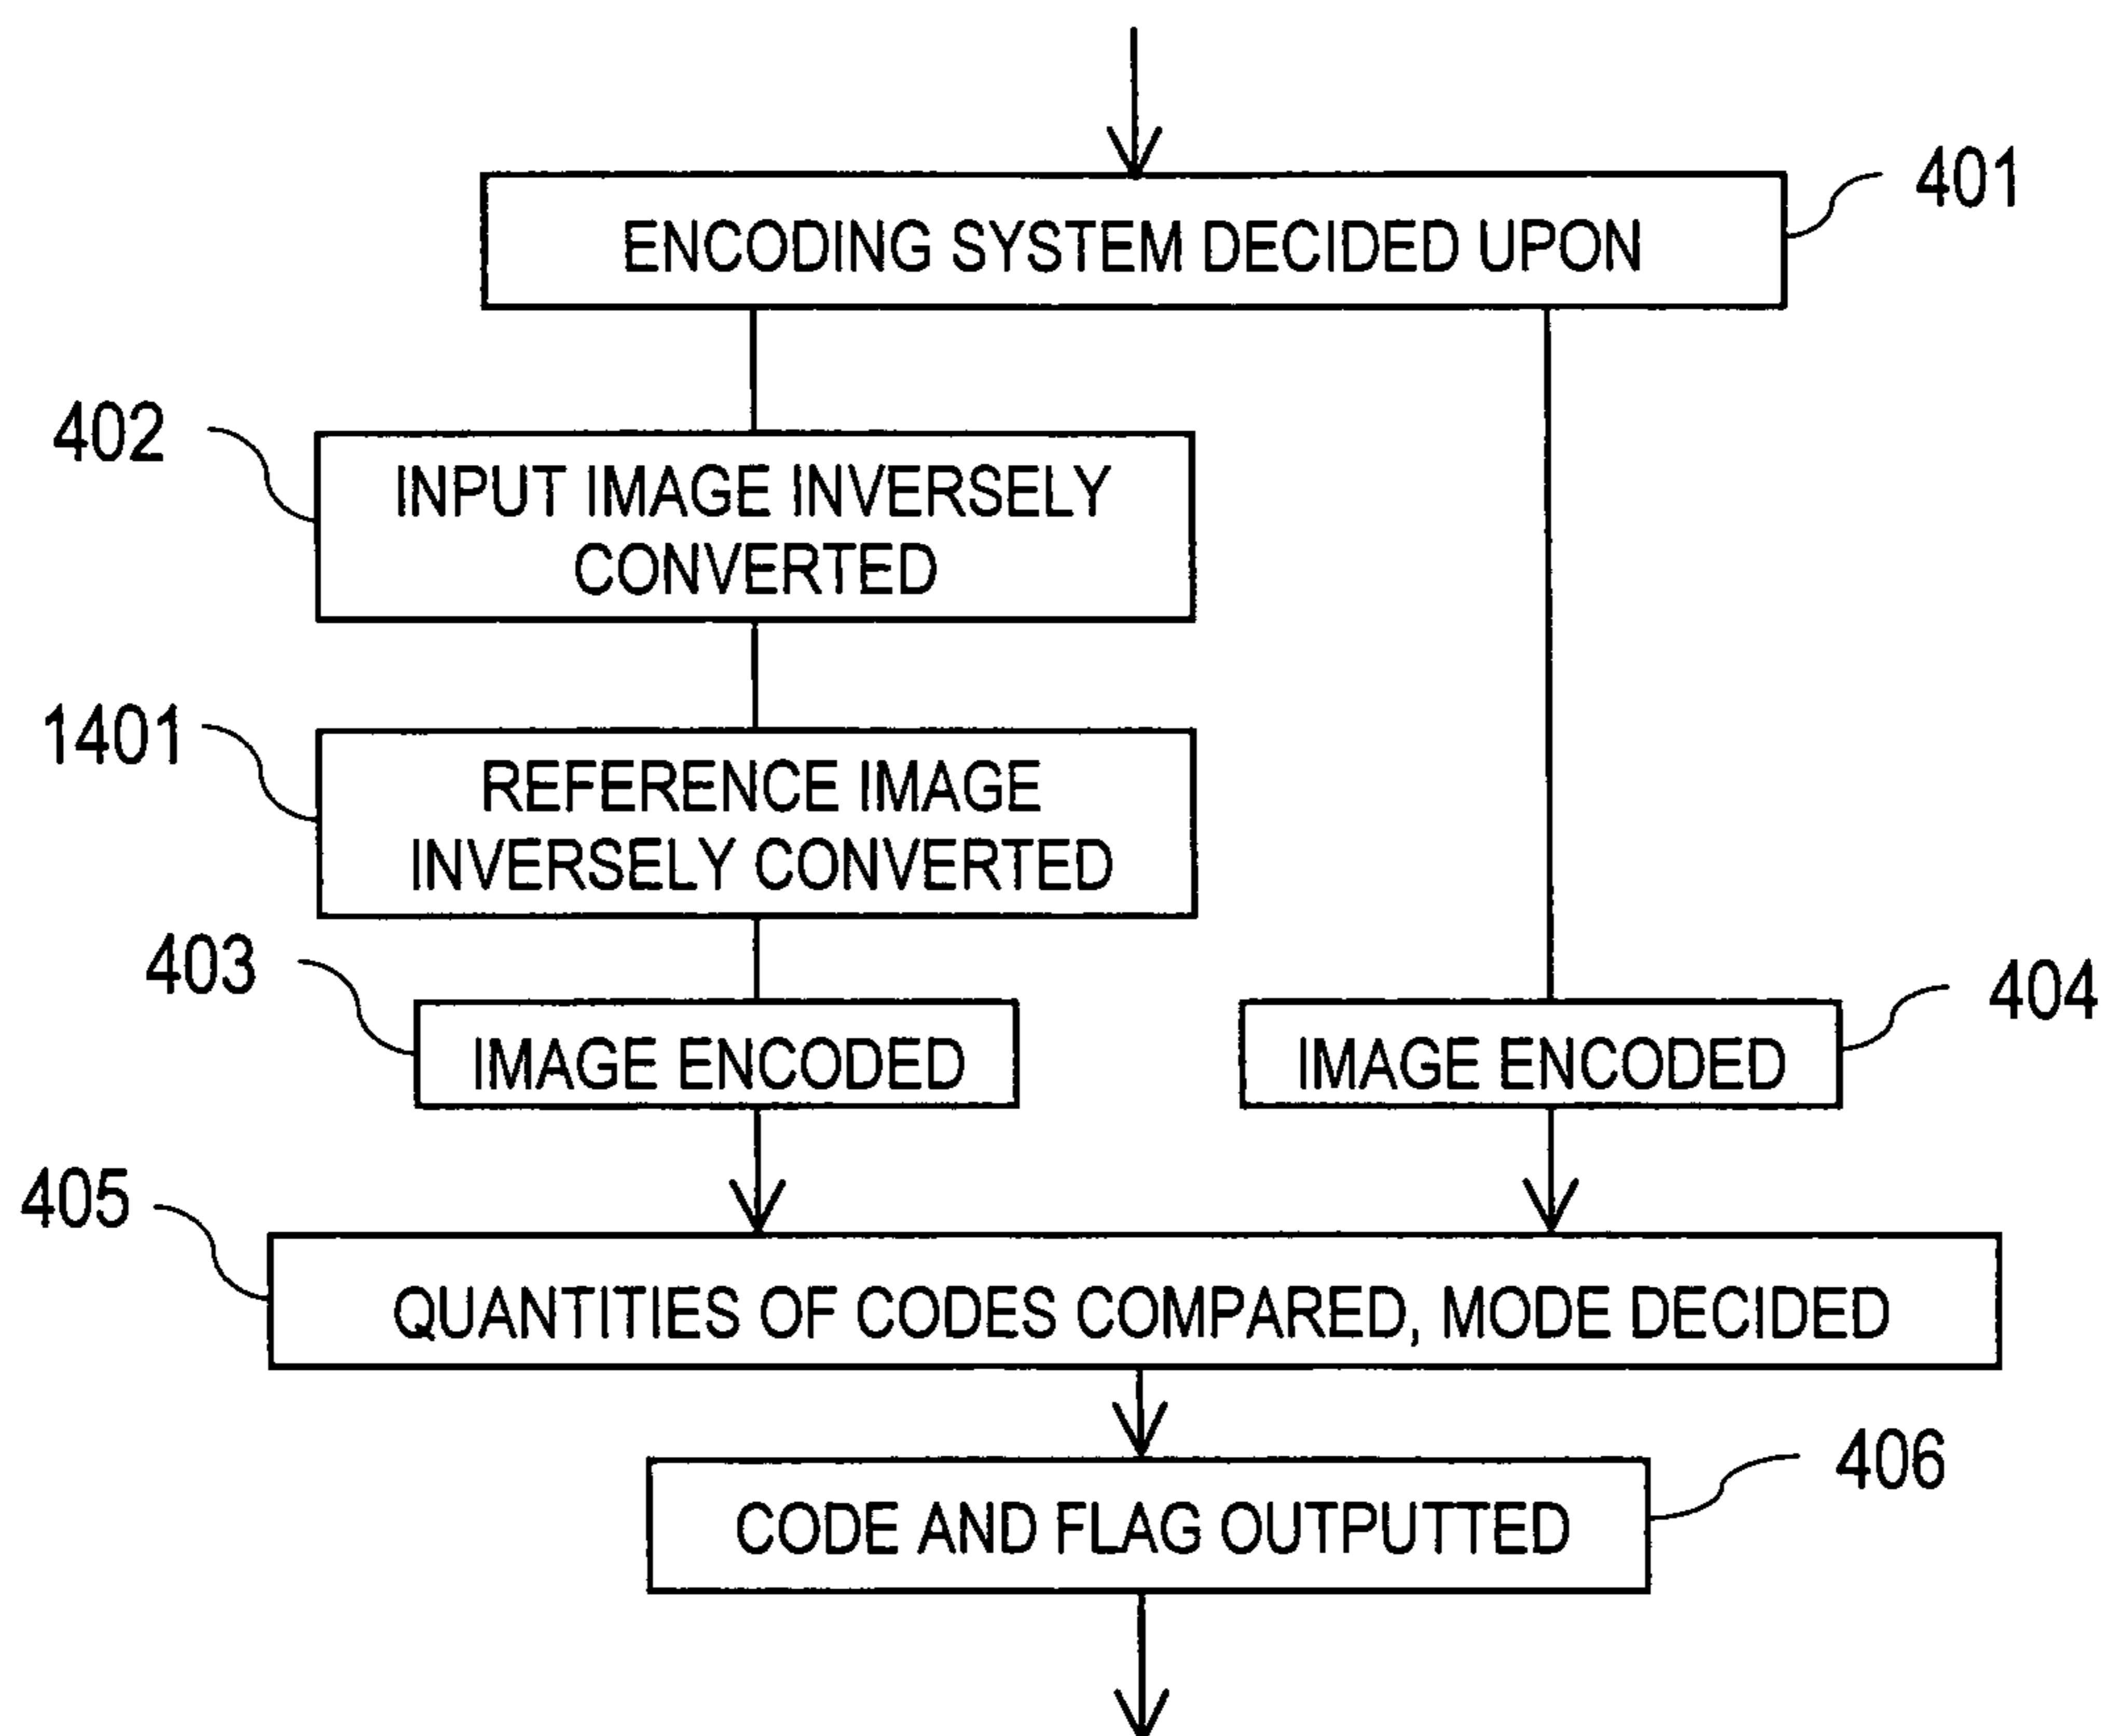 401
ENCODING SYSTEM DECIDED UPON
402
INPUT IMAGE INVERSELY
CONVERTED
1401
REFERENCE IMAGE
INVERSELY CONVERTED
403
IMAGE ENCODED
404
IMAGE ENCODED
405
QUANTITIES OF CODES COMPARED, MODE DECIDED
406
CODE AND FLAG OUTPUTTED